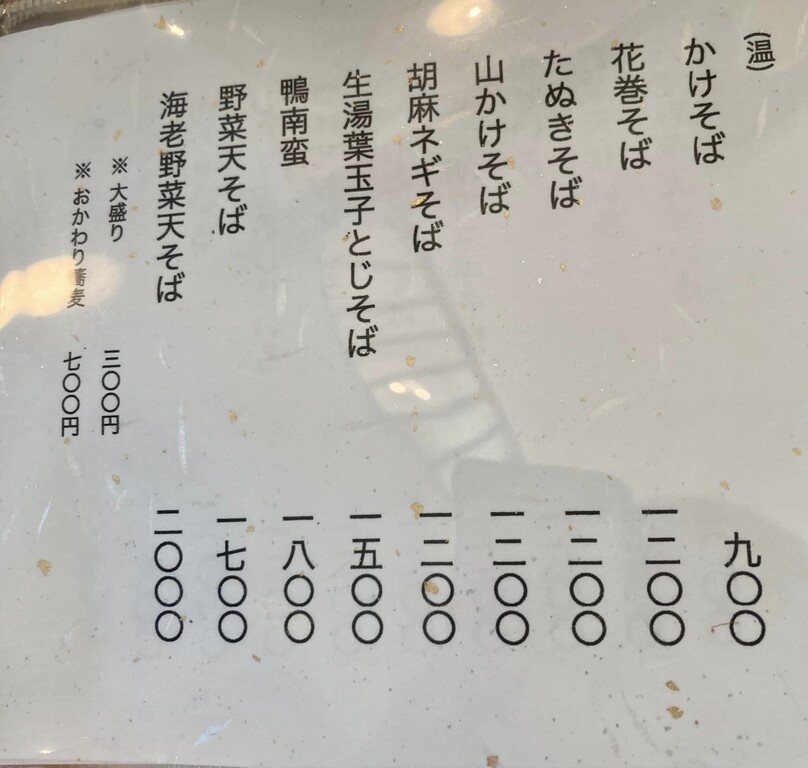 (温)
かけそば 九〇〇
花巻そば 一二〇〇
たぬきそば 一二〇〇
山かけそば 一二〇〇
胡麻ネギそば 一二〇〇
生湯葉玉子とじそば 一五〇〇
鴨南蛮 一八〇〇
野菜天そば 一七〇〇
海老野菜天そば 二〇〇〇
※大盛り 三〇〇円
※おかわり蕎麦 七〇〇円